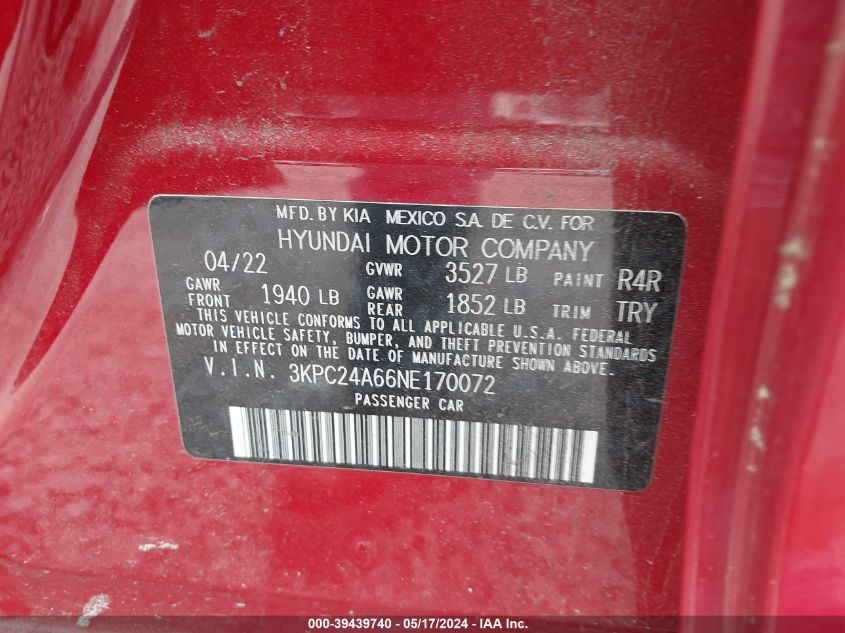 MFD. BY KIA MEXICO S.A. DE C.V. FOR
HYUNDAI MOTOR COMPANY
04/22 GVWR 3527 LB PAINT R4R
GAWR FRONT 1940 LB GAWR REAR 1852 LB TRIM TRY
THIS VEHICLE CONFORMS TO ALL APPLICABLE U.S.A. FEDERAL
MOTOR VEHICLE SAFETY, BUMPER, AND THEFT PREVENTION STANDARDS
IN EFFECT ON THE DATE OF MANUFACTURE SHOWN ABOVE.
V.I.N. 3KPC24A66NE170072
PASSENGER CAR
000-39439740 - 05/17/2024 - IAA Inc.